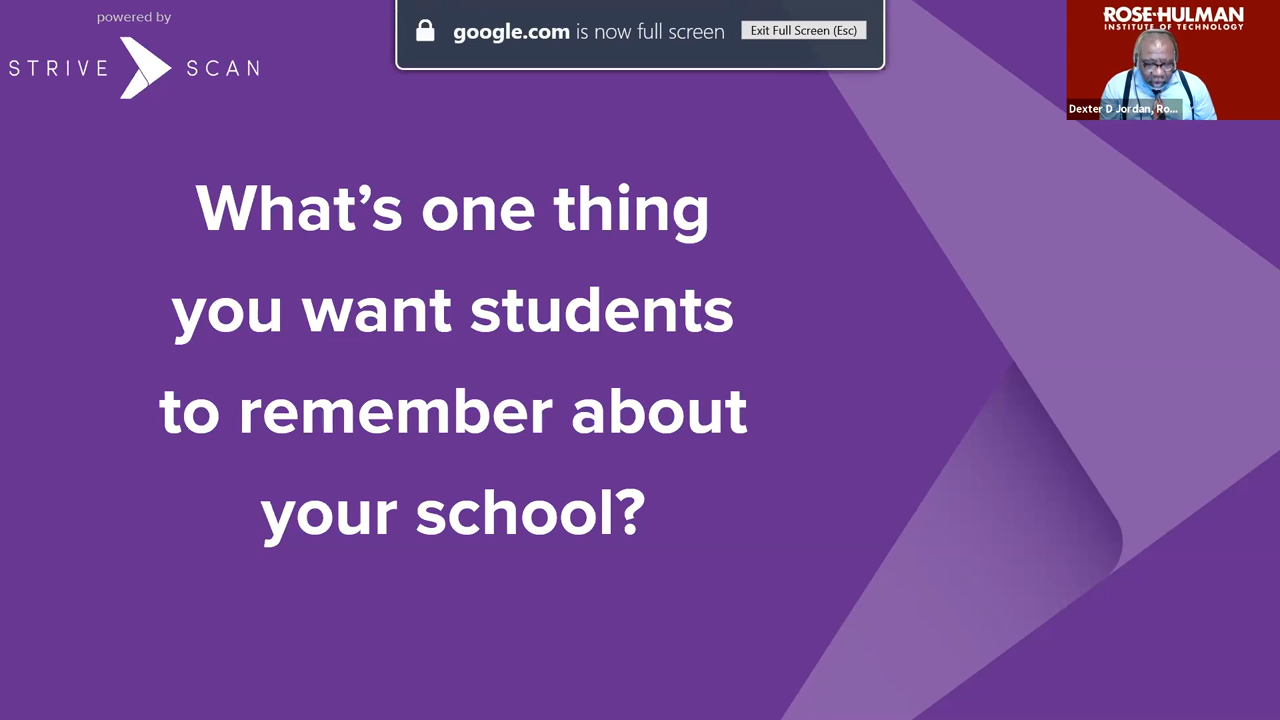 powered by
STRIVE SCAN
google.com is now full screen
Exit Full Screen (Esc)
ROSE-HULMAN
INSTITUTE OF TECHNOLOGY
Dexter D Jordan, Ro...
What’s one thing
you want students
to remember about
your school?